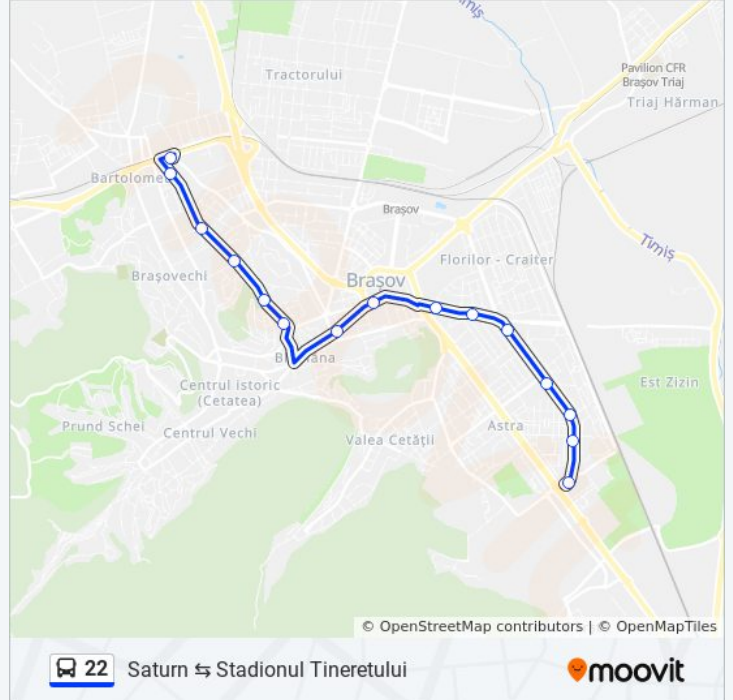 Timiș
Pavilion CFR
Brașov Triaj
Tractorului
Triaj Hărman
Bartolomeu
Brașov
Timiș
Florilor - Craiter
Brașovechi
Brașov
Centrul istoric
(Cetatea)
Est Zizin
Prund Schei
Centrul Vechi
Astra
Valea Cetății
© OpenStreetMap contributors | © OpenMapTiles
22 Saturn ⇆ Stadionul Tineretului
moovit